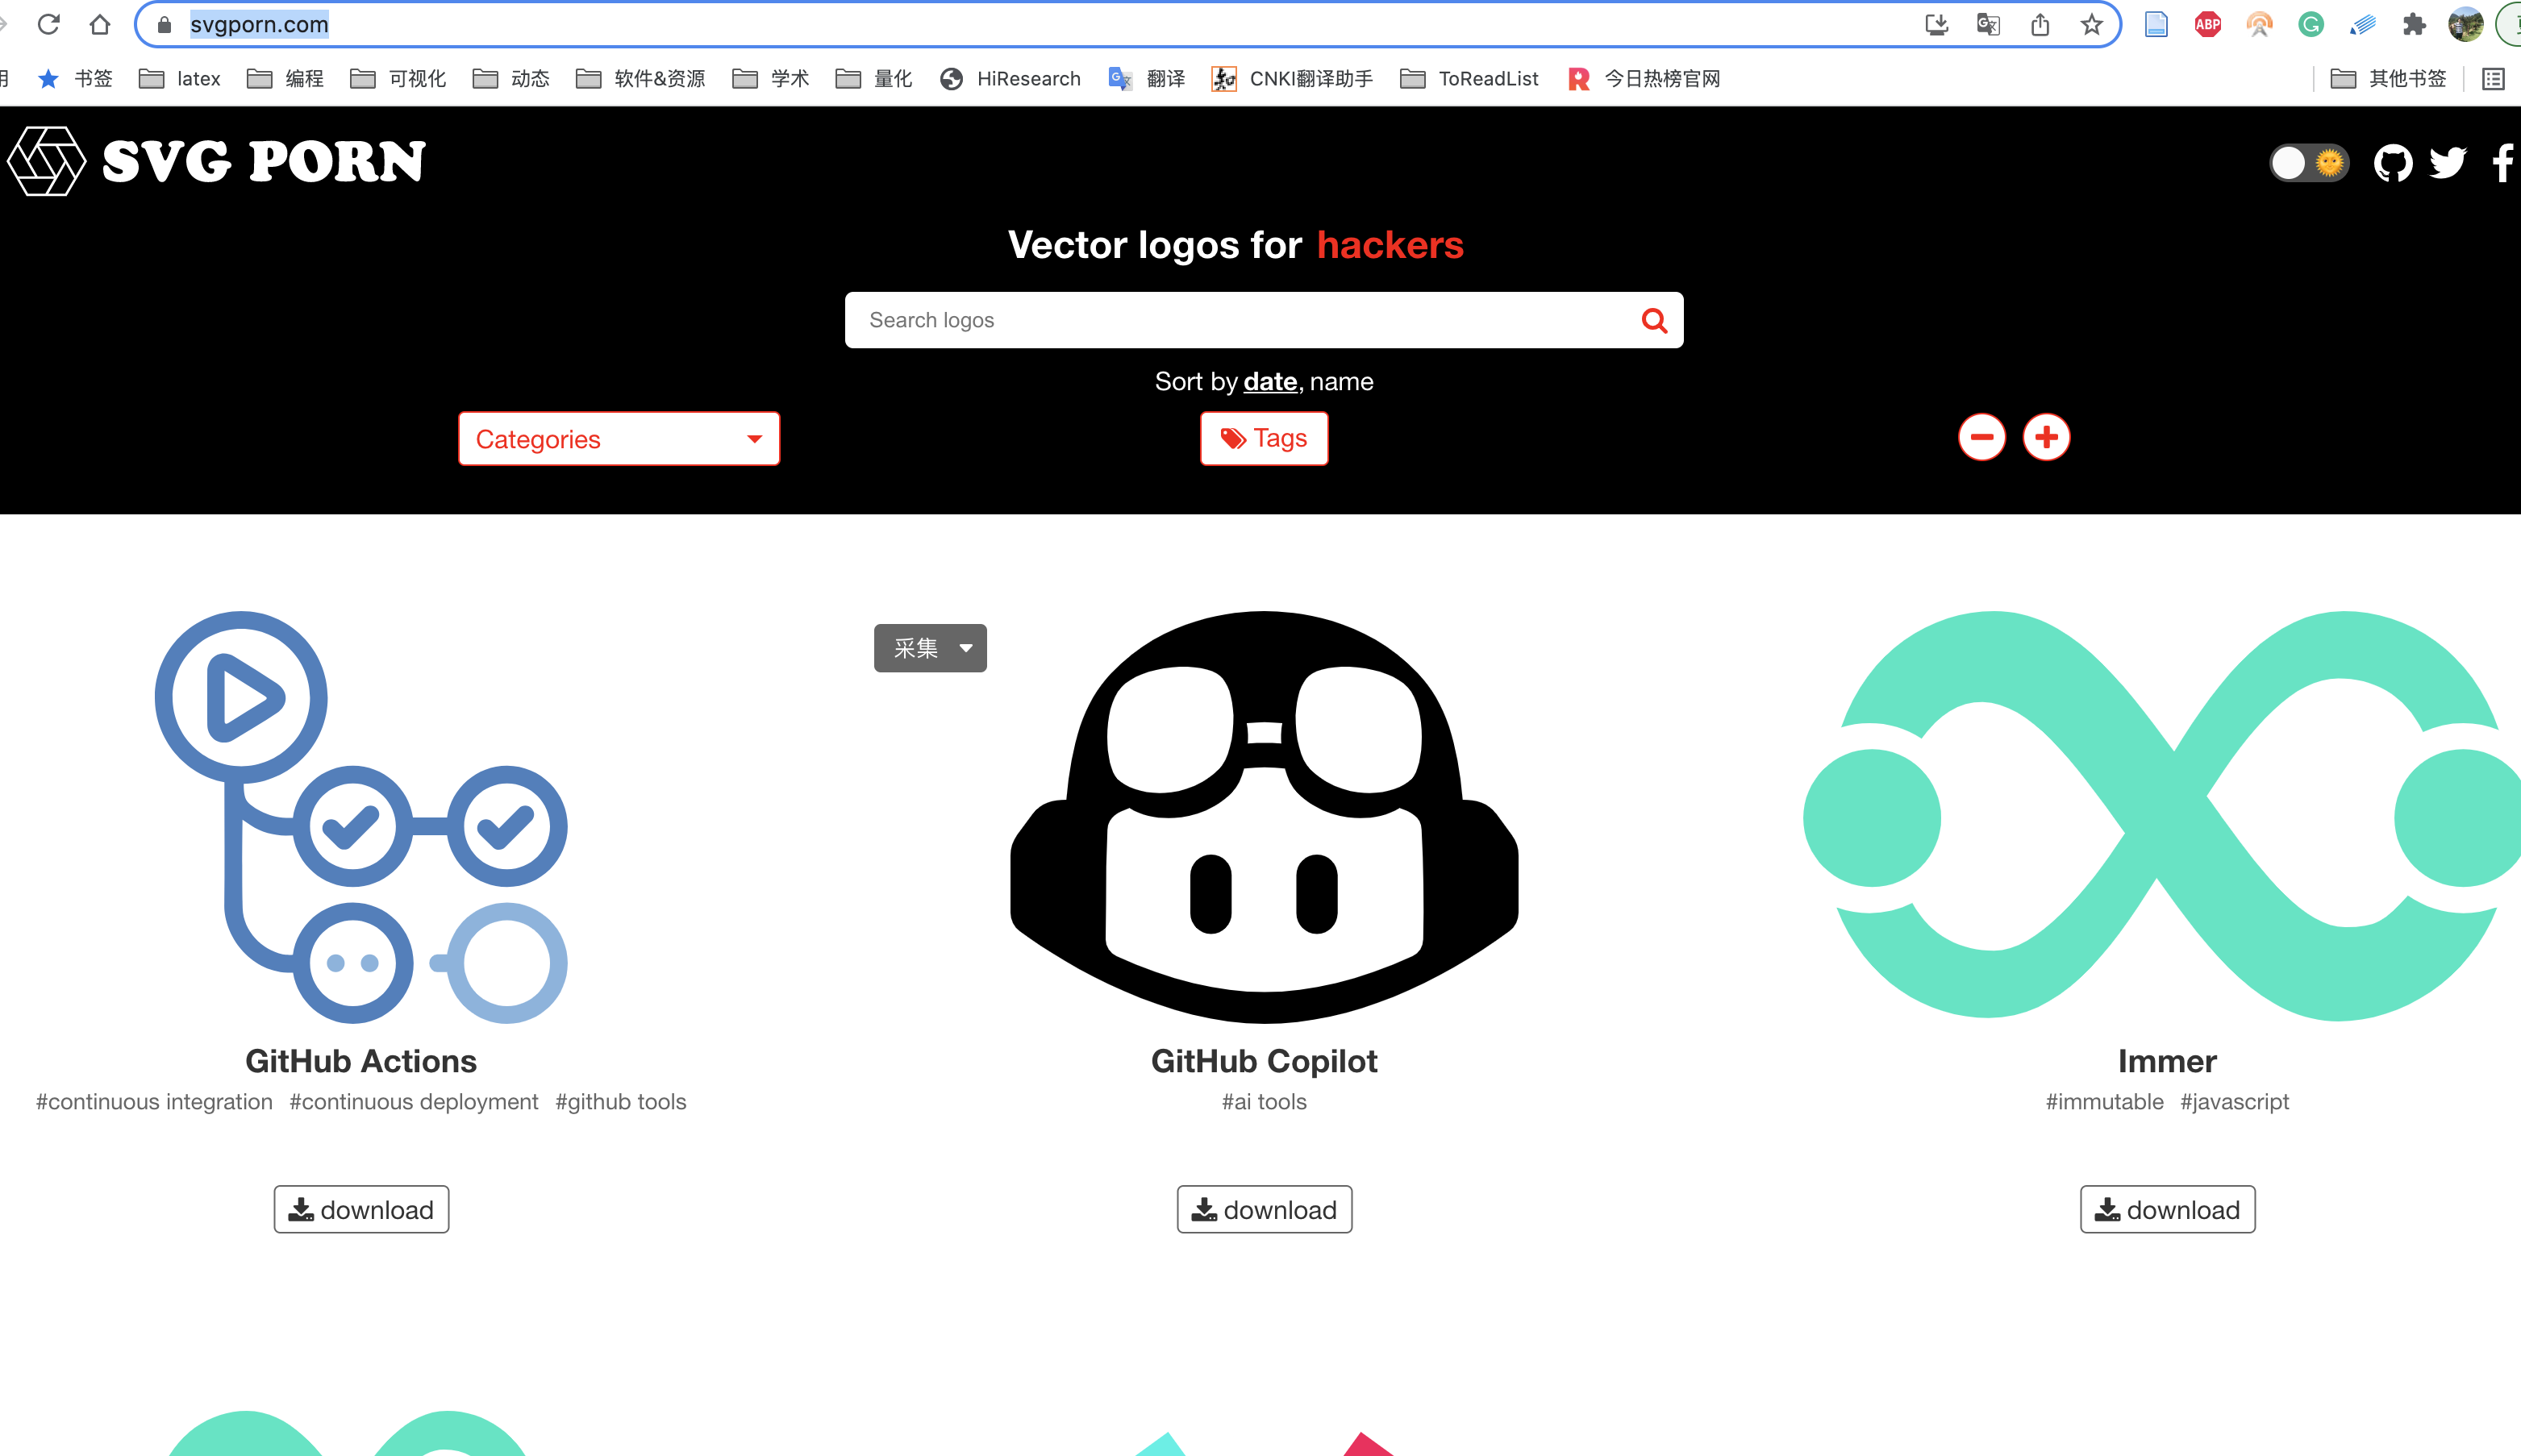 svgporn.com
书签 latex 编程 可视化 动态 软件&资源 学术 量化 HiResearch 翻译 CNKI翻译助手 ToReadList 今日热榜官网 其他书签
SVG PORN
Vector logos for hackers
Search logos
Sort by date, name
Categories Tags
采集
GitHub Actions GitHub Copilot Immer
#continuous integration #continuous deployment #github tools #ai tools #immutable #javascript
download download download